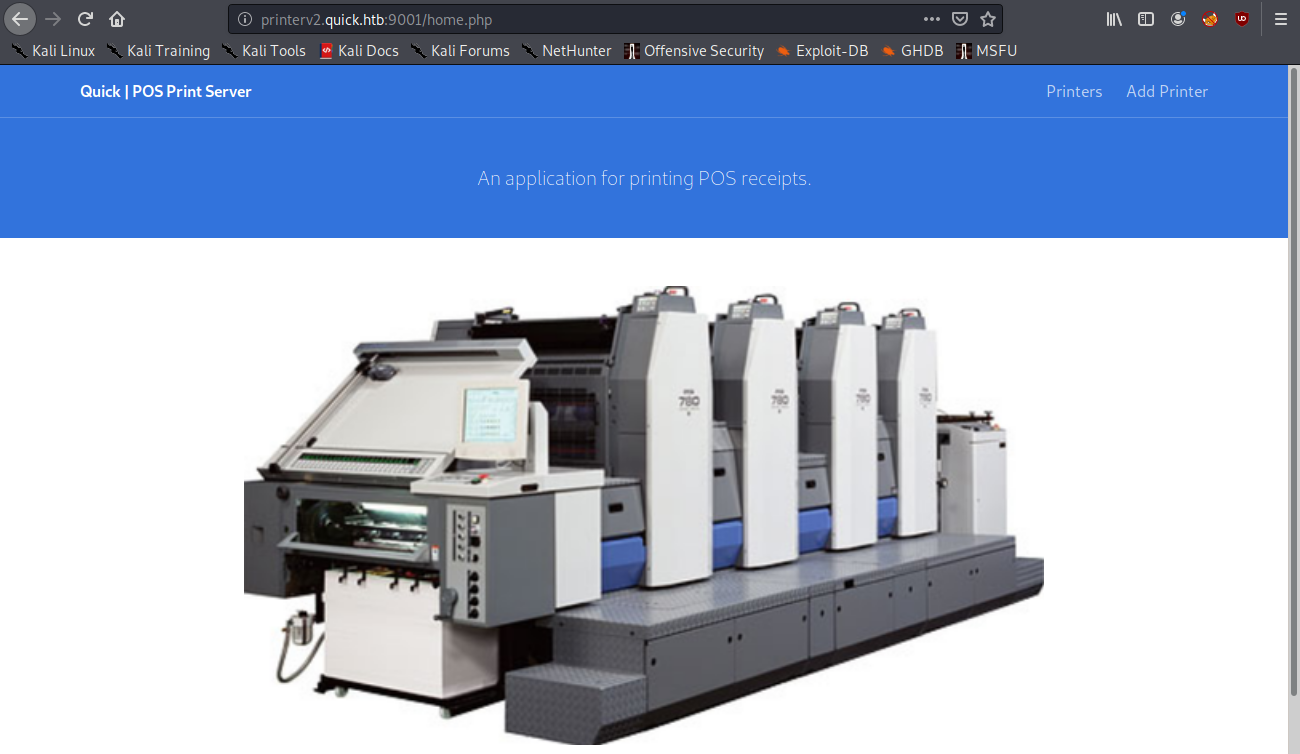 printerv2.quick.htb:9001/home.php
Kali Linux Kali Training Kali Tools Kali Docs Kali Forums NetHunter Offensive Security Exploit-DB GHDB MSFU
Quick | POS Print Server Printers Add Printer
An application for printing POS receipts.
780 780 780 780